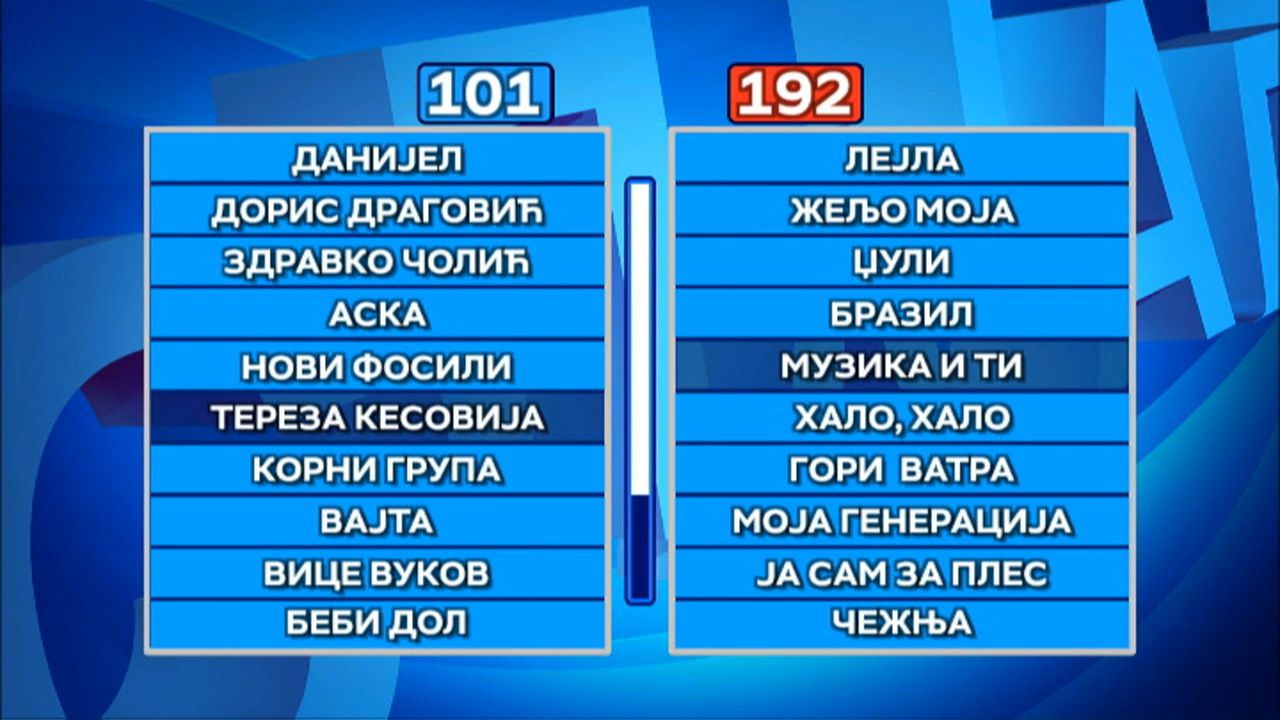 101
192
ДАНИЈЕЛ
ДОРИС ДРАГОВИЋ
ЗДРАВКО ЧОЛИЋ
АСКА
НОВИ ФОСИЛИ
ТЕРЕЗА КЕСОВИЈА
КОРНИ ГРУПА
ВАЈТА
ВИЦЕ ВУКОВ
БЕБИ ДОЛ
ЛЕЈЛА
ЖЕЉО МОЈА
ЏУЛИ
БРАЗИЛ
МУЗИКА И ТИ
ХАЛО, ХАЛО
ГОРИ ВАТРА
МОЈА ГЕНЕРАЦИЈА
ЈА САМ ЗА ПЛЕС
ЧЕЖЊА